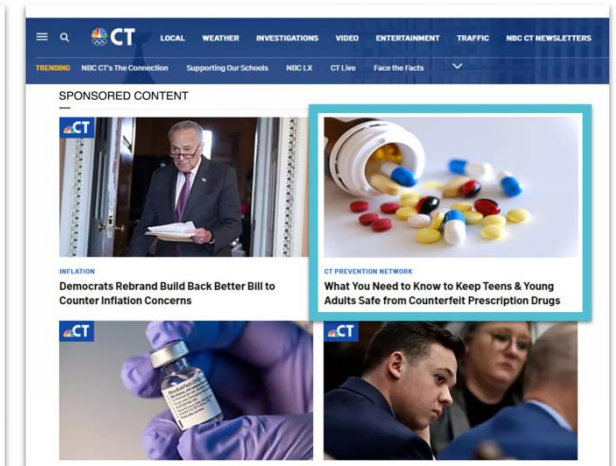 CT LOCAL WEATHER INVESTIGATIONS VIDEO ENTERTAINMENT TRAFFIC NBC CT NEWSLETTERS
TRENDING NBC CT's The Connection Supporting Our Schools NBC LX CT Live Face the Facts
SPONSORED CONTENT
CT
INFLATION
Democrats Rebrand Build Back Better Bill to
Counter Inflation Concerns
CT PREVENTION NETWORK
What You Need to Know to Keep Teens & Young
Adults Safe from Counterfeit Prescription Drugs
CT
CT